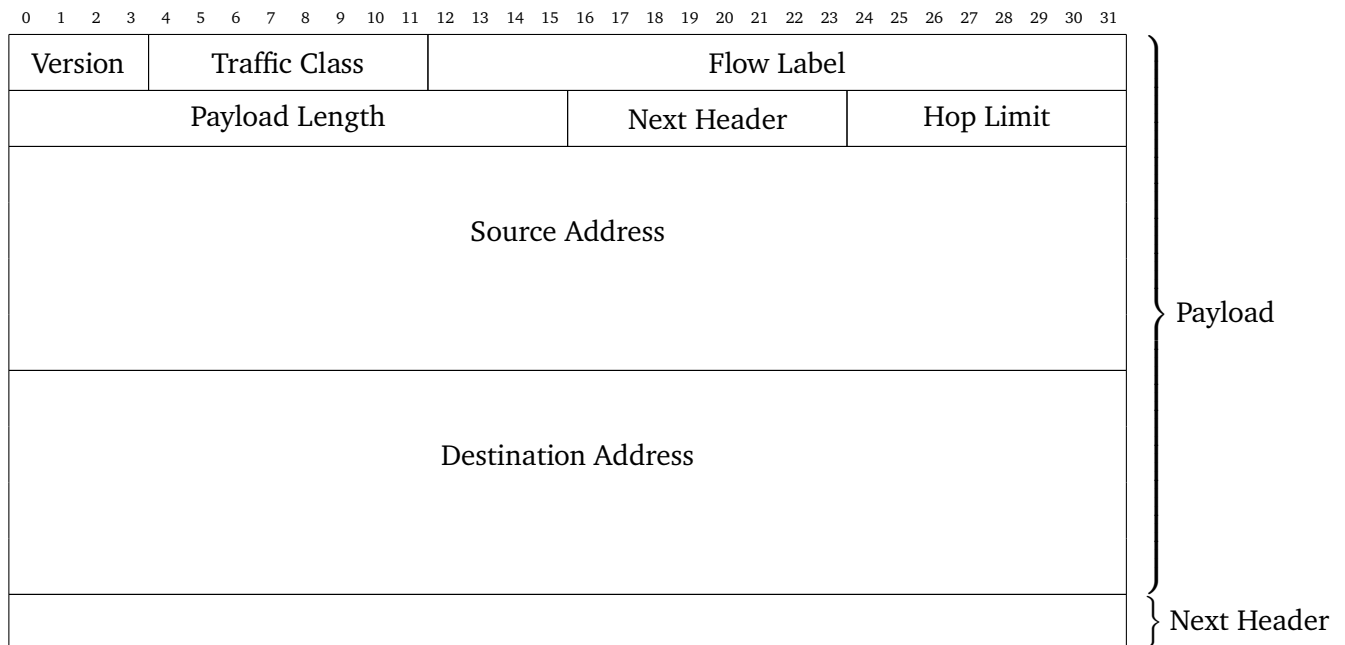 0 1 2 3 4 5 6 7 8 9 10 11 12 13 14 15 16 17 18 19 20 21 22 23 24 25 26 27 28 29 30 31
Version Traffic Class Flow Label
Payload Length Next Header Hop Limit
Source Address
Payload
Destination Address
Next Header